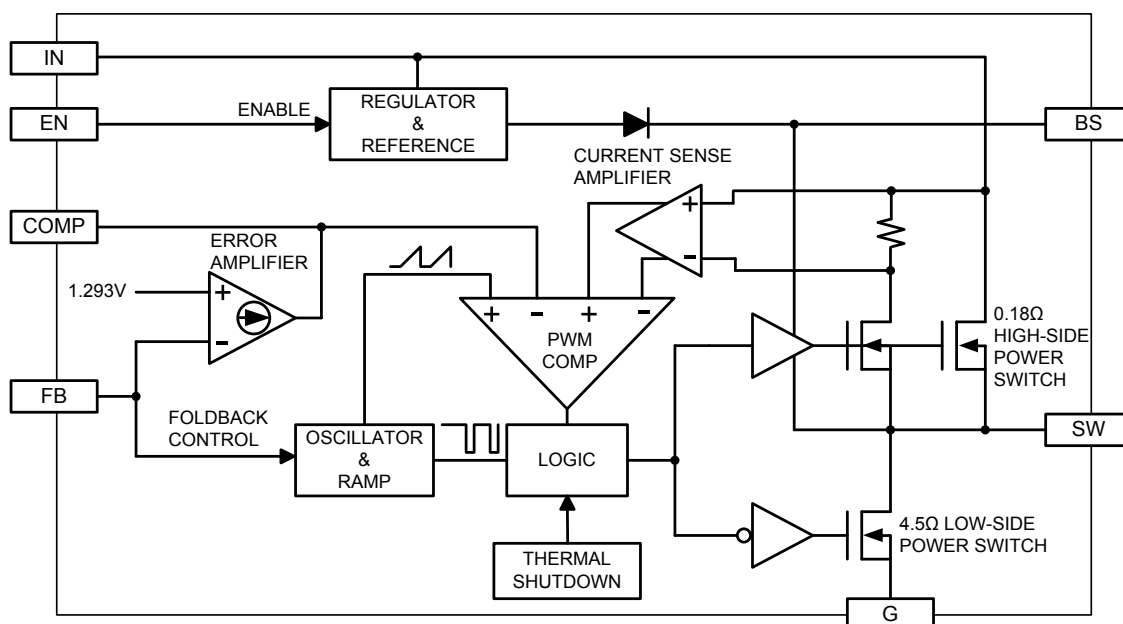 IN
EN
ENABLE
REGULATOR
&
REFERENCE
BS
CURRENT SENSE
AMPLIFIER
+
-
COMP
ERROR
AMPLIFIER
1.293V
+
-
+
-
+
-
PWM
COMP
0.18Ω
HIGH-SIDE
POWER
SWITCH
FB
FOLDBACK
CONTROL
OSCILLATOR
&
RAMP
LOGIC
SW
THERMAL
SHUTDOWN
4.5Ω LOW-SIDE
POWER SWITCH
G